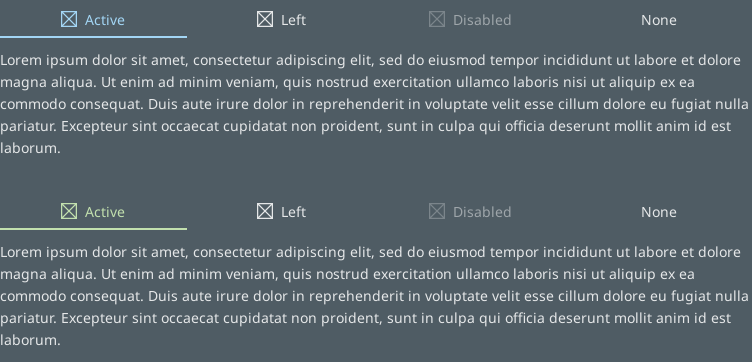 Active Left Disabled None
Lorem ipsum dolor sit amet, consectetur adipiscing elit, sed do eiusmod tempor incididunt ut labore et dolore
magna aliqua. Ut enim ad minim veniam, quis nostrud exercitation ullamco laboris nisi ut aliquip ex ea
commodo consequat. Duis aute irure dolor in reprehenderit in voluptate velit esse cillum dolore eu fugiat nulla
pariatur. Excepteur sint occaecat cupidatat non proident, sunt in culpa qui officia deserunt mollit anim id est
laborum.
Active Left Disabled None
Lorem ipsum dolor sit amet, consectetur adipiscing elit, sed do eiusmod tempor incididunt ut labore et dolore
magna aliqua. Ut enim ad minim veniam, quis nostrud exercitation ullamco laboris nisi ut aliquip ex ea
commodo consequat. Duis aute irure dolor in reprehenderit in voluptate velit esse cillum dolore eu fugiat nulla
pariatur. Excepteur sint occaecat cupidatat non proident, sunt in culpa qui officia deserunt mollit anim id est
laborum.